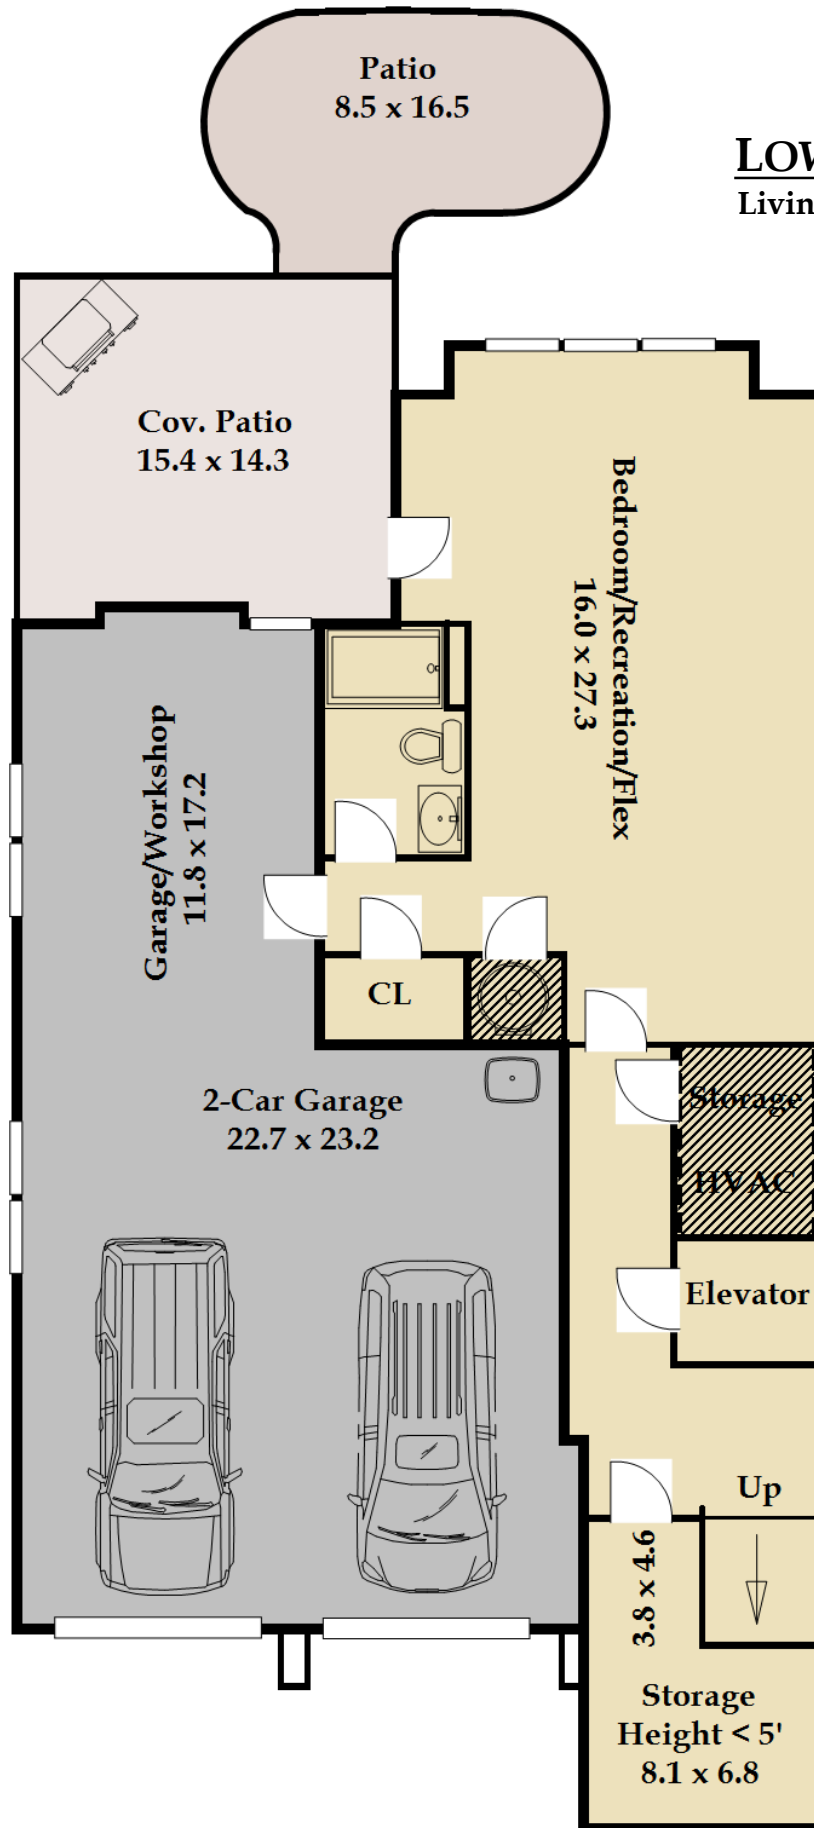 Patio
8.5 x 16.5
LOW
Livin
Cov. Patio
15.4 x 14.3
Bedroom/Recreation/Flex
16.0 x 27.3
Garage/Workshop
11.8 x 17.2
CL
2-Car Garage
22.7 x 23.2
Storage
HVAC
Elevator
Up
3.8 x 4.6
Storage
Height < 5'
8.1 x 6.8